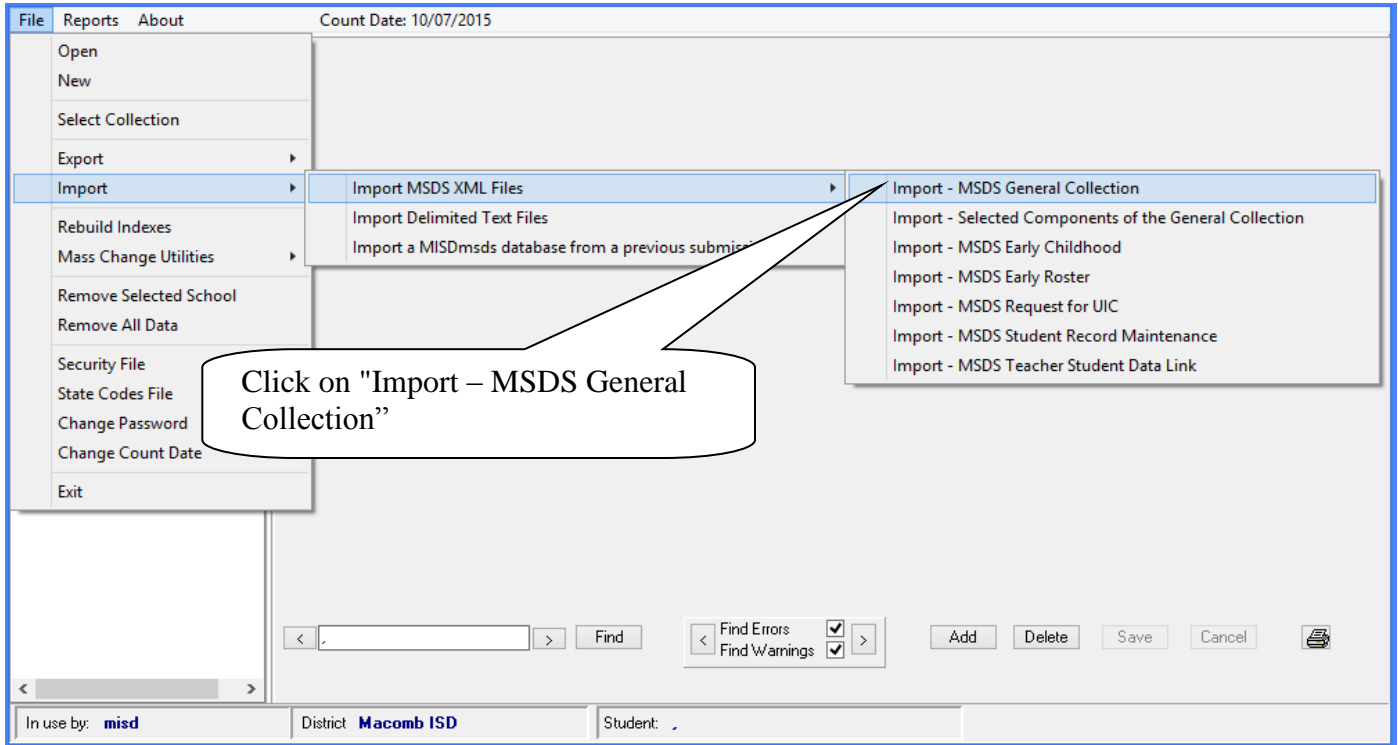 File Reports About Count Date: 10/07/2015
Open
New
Select Collection
Export
Import
Rebuild Indexes
Mass Change Utilities
Remove Selected School
Remove All Data
Security File
State Codes File
Change Password
Change Count Date
Exit
Import MSDS XML Files
Import Delimited Text Files
Import a MISDmsds database from a previous
Import - MSDS General Collection
Import - Selected Components of the General Collection
Import - MSDS Early Childhood
Import - MSDS Early Roster
Import - MSDS Request for UIC
Import - MSDS Student Record Maintenance
Import - MSDS Teacher Student Data Link
Click on "Import – MSDS General
Collection”
< , > Find < Find Errors > Add Delete Save Cancel
Find Warnings
In use by: misd District Macomb ISD Student: ,